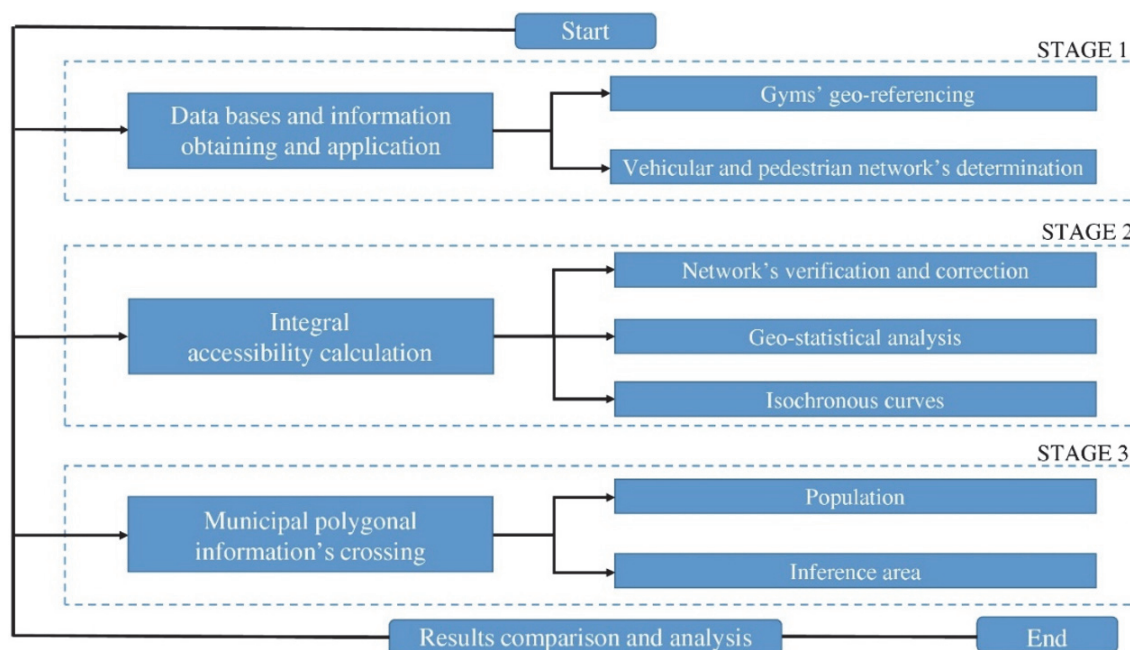 Start
STAGE 1
Data bases and information
obtaining and application
Gyms' geo-referencing
Vehicular and pedestrian network's determination
STAGE 2
Integral
accessibility calculation
Network's verification and correction
Geo-statistical analysis
Isochronous curves
STAGE 3
Municipal polygonal
information's crossing
Population
Inference area
Results comparison and analysis
End